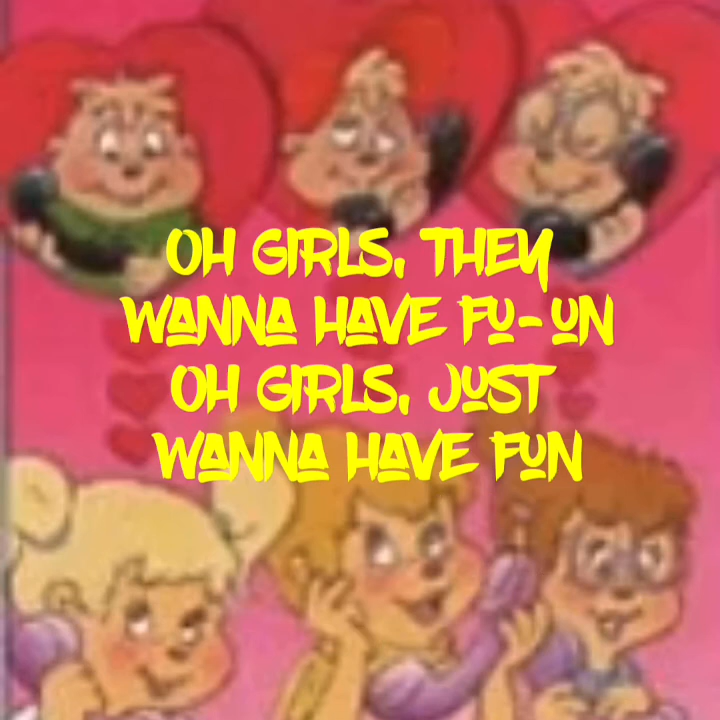 OH GIRLS, THEY
WANNA HAVE FU-UN
OH GIRLS, JUST
WANNA HAVE FUN